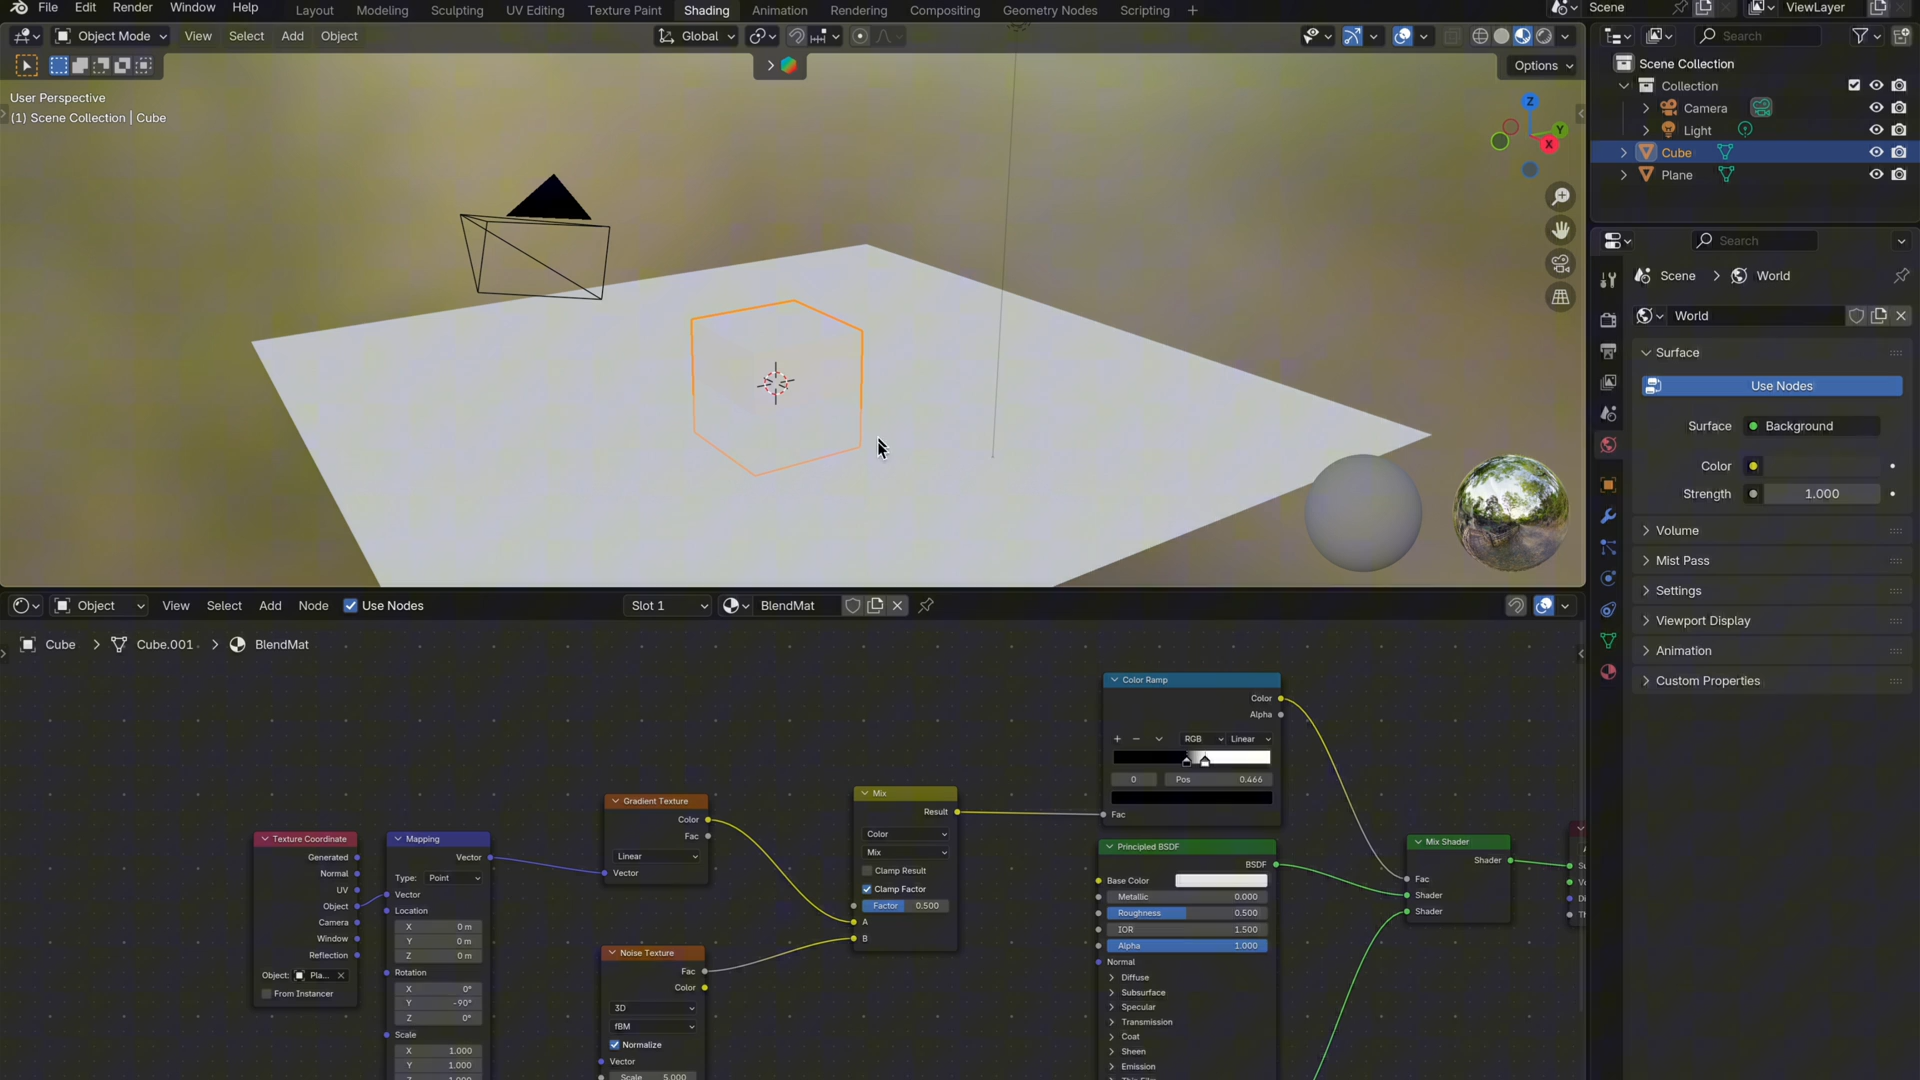 File Edit Render Window Help Layout Modeling Sculpting UV Editing Texture Paint Shading Animation Rendering Compositing Geometry Nodes Scripting + Scene ViewLayer
Object Mode View Select Add Object Global Search
Options
User Perspective
(1) Scene Collection | Cube
Z
Y
X
Scene Collection
Collection
Camera
Light
Cube
Plane
Search
Scene > World
World
Surface
Use Nodes
Surface Background
Color
Strength 1.000
Volume
Mist Pass
Settings
Viewport Display
Animation
Custom Properties
Object View Select Add Node Use Nodes Slot 1 BlendMat
Cube > Cube.001 > BlendMat
Texture Coordinate
Generated
Normal
UV
Object
Camera
Window
Reflection
Object: Pla...
From Instancer
Mapping
Vector
Type: Point
Vector
Location
X 0 m
Y 0 m
Z 0 m
Rotation
X 0°
Y -90°
Z 0°
Scale
X 1.000
Y 1.000
Z 1.000
Gradient Texture
Color
Fac
Linear
Vector
Noise Texture
Fac
Color
3D
fBM
Normalize
Vector
Scale 5.000
Mix
Result
Color
Mix
Clamp Result
Clamp Factor
Factor 0.500
A
B
Color Ramp
Color
Alpha
+ − RGB Linear
0 Pos 0.466
Fac
Principled BSDF
BSDF
Base Color
Metallic 0.000
Roughness 0.500
IOR 1.500
Alpha 1.000
Normal
Diffuse
Subsurface
Specular
Transmission
Coat
Sheen
Emission
Mix Shader
Shader
Fac
Shader
Shader